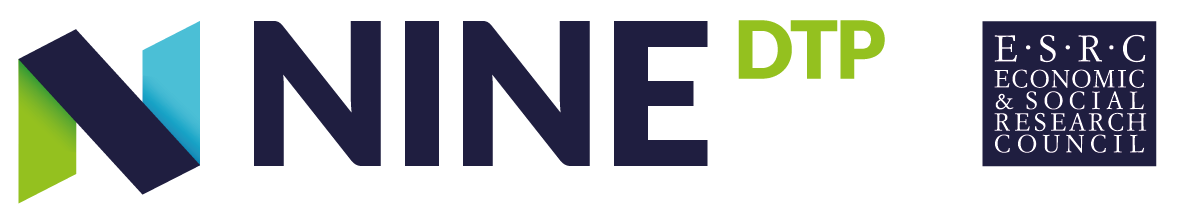 NINE DTP
E·S·R·C
ECONOMIC
& SOCIAL
RESEARCH
COUNCIL